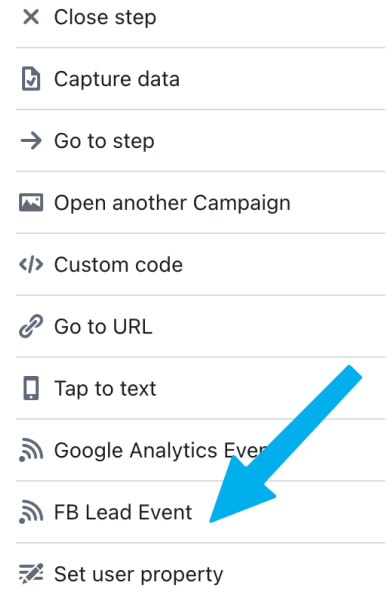 Close step
Capture data
Go to step
Open another Campaign
Custom code
Go to URL
Tap to text
Google Analytics Even
FB Lead Event
Set user property